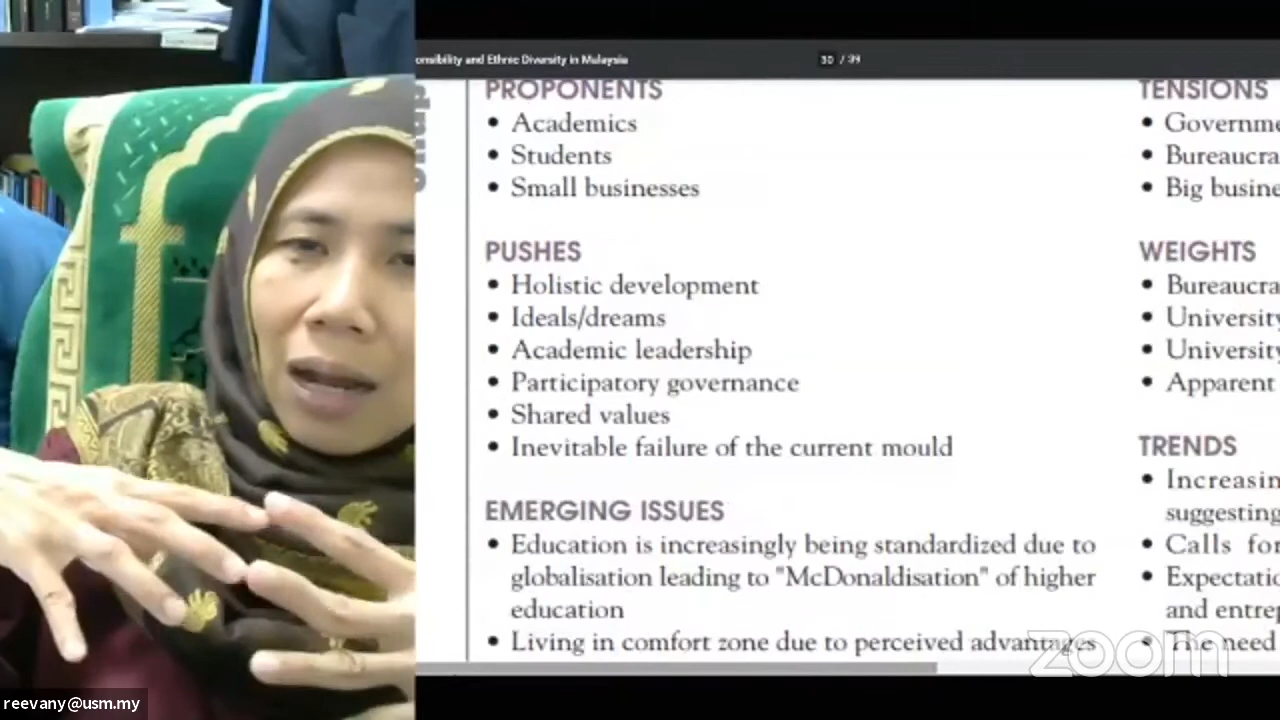 onsibility and Ethnic Diversity in Malaysia
30 / 39
PROPONENTS
• Academics
• Students
• Small businesses
PUSHES
• Holistic development
• Ideals/dreams
• Academic leadership
• Participatory governance
• Shared values
• Inevitable failure of the current mould
EMERGING ISSUES
• Education is increasingly being standardized due to
globalisation leading to "McDonaldisation" of higher
education
• Living in comfort zone due to perceived advantages
TENSIONS
• Governme
• Bureaucra
• Big busine
WEIGHTS
• Bureaucra
• University
• University
• Apparent
TRENDS
• Increasin
suggesting
• Calls for
• Expectatio
and entrep
• The need
zoom
reevany@usm.my